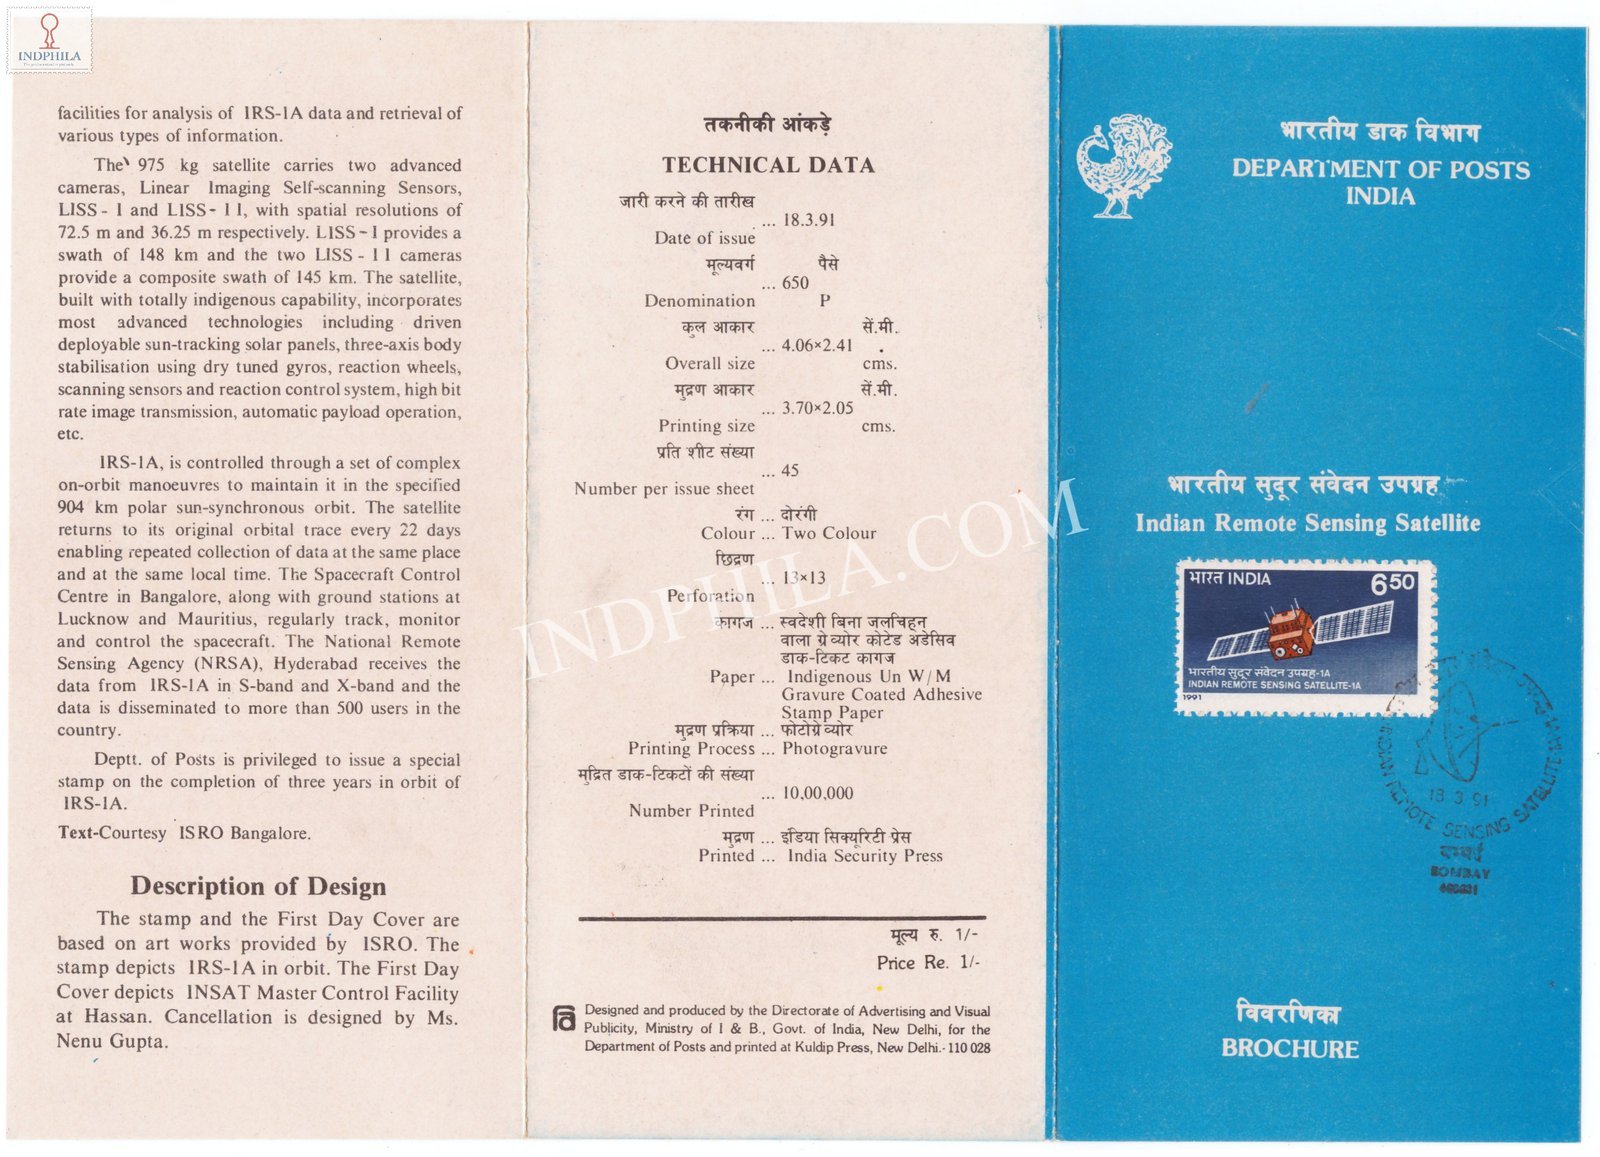 INDPHILA
facilities for analysis of IRS-1A data and retrieval of
various types of information.
The 975 kg satellite carries two advanced
cameras, Linear Imaging Self-scanning Sensors,
LISS - I and LISS - I I, with spatial resolutions of
72.5 m and 36.25 m respectively. LISS - I provides a
swath of 148 km and the two LISS - I I cameras
provide a composite swath of 145 km. The satellite,
built with totally indigenous capability, incorporates
most advanced technologies including driven
deployable sun-tracking solar panels, three-axis body
stabilisation using dry tuned gyros, reaction wheels,
scanning sensors and reaction control system, high bit
rate image transmission, automatic payload operation,
etc.
IRS-1A, is controlled through a set of complex
on-orbit manoeuvres to maintain it in the specified
904 km polar sun-synchronous orbit. The satellite
returns to its original orbital trace every 22 days
enabling repeated collection of data at the same place
and at the same local time. The Spacecraft Control
Centre in Bangalore, along with ground stations at
Lucknow and Mauritius, regularly track, monitor
and control the spacecraft. The National Remote
Sensing Agency (NRSA), Hyderabad receives the
data from IRS-1A in S-band and X-band and the
data is disseminated to more than 500 users in the
country.
Deptt. of Posts is privileged to issue a special
stamp on the completion of three years in orbit of
IRS-1A.
Text-Courtesy ISRO Bangalore.
Description of Design
The stamp and the First Day Cover are
based on art works provided by ISRO. The
stamp depicts IRS-1A in orbit. The First Day
Cover depicts INSAT Master Control Facility
at Hassan. Cancellation is designed by Ms.
Nenu Gupta.
तकनीकी आंकड़े
TECHNICAL DATA
जारी करने की तारीख
... 18.3.91
Date of issue
मूल्यवर्ग पैसे
... 650
Denomination P
कुल आकार सें.मी.
... 4.06×2.41
Overall size cms.
मुद्रण आकार सें.मी.
... 3.70×2.05
Printing size cms.
प्रति शीट संख्या
... 45
Number per issue sheet
रंग ... दोरंगी
Colour ... Two Colour
छिद्रण
... 13×13
Perforation
कागज ... स्वदेशी बिना जलचिहन
वाला ग्रेव्योर कोटेड अडेसिव
डाक-टिकट कागज
Paper ... Indigenous Un W/M
Gravure Coated Adhesive
Stamp Paper
मुद्रण प्रक्रिया ... फोटोग्रेव्योर
Printing Process ... Photogravure
मुद्रित डाक-टिकटों की संख्या
... 10,00,000
Number Printed
मुद्रण ... इंडिया सिक्यूरिटी प्रेस
Printed ... India Security Press
मूल्य रु. 1/-
Price Re. 1/-
Designed and produced by the Directorate of Advertising and Visual
Publicity, Ministry of I & B., Govt. of India, New Delhi, for the
Department of Posts and printed at Kuldip Press, New Delhi.- 110 028
INDPHILA.COM
भारतीय डाक विभाग
DEPARTMENT OF POSTS
INDIA
भारतीय सुदूर संवेदन उपग्रह
Indian Remote Sensing Satellite
भारत INDIA 650
भारतीय सुदूर संवेदन उपग्रह-1A
INDIAN REMOTE SENSING SATELLITE-1A
1991
INDIAN REMOTE SENSING SATELLITE-
18 3 91
बम्बई
BOMBAY
विवरणिका
BROCHURE